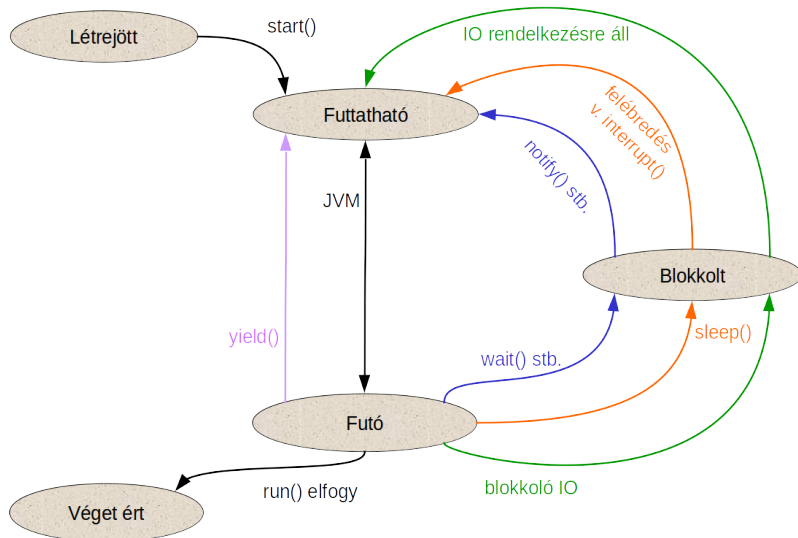 Létrejött
start()
IO rendelkezésre áll
Futtatható
felébredés
v. interrupt()
notify() stb.
JVM
Blokkolt
yield()
sleep()
wait() stb.
Futó
run() elfogy
blokkoló IO
Véget ért